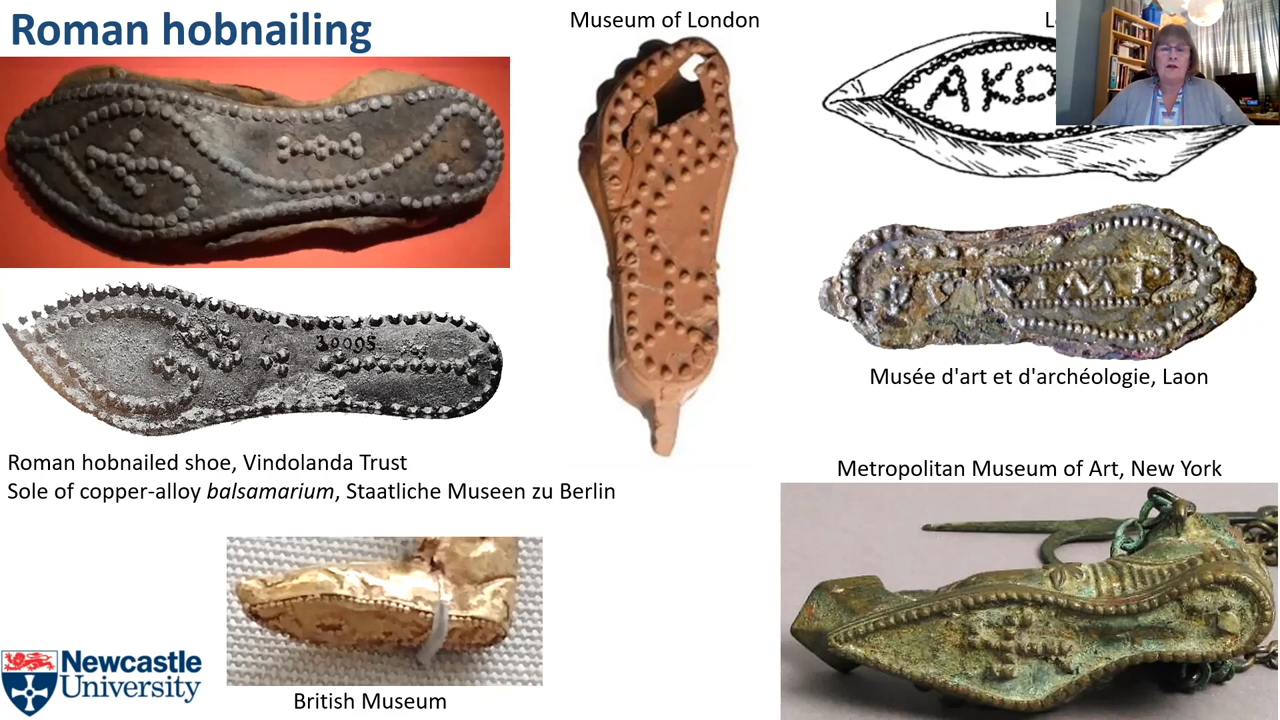 Roman hobnailing
Museum of London
AKO
30095
Musée d'art et d'archéologie, Laon
Roman hobnailed shoe, Vindolanda Trust
Sole of copper-alloy balsamarium, Staatliche Museen zu Berlin
Metropolitan Museum of Art, New York
British Museum
Newcastle
University